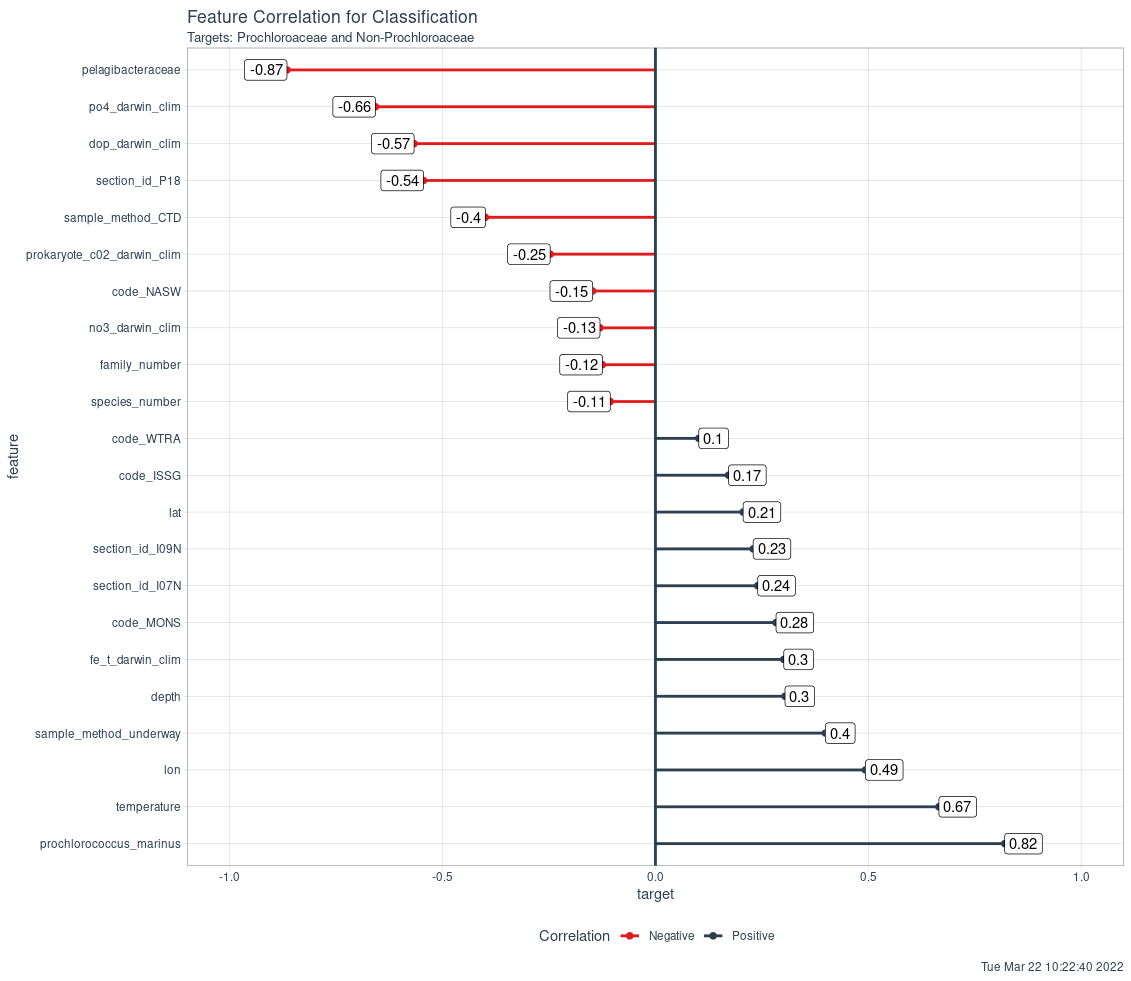 Feature Correlation for Classification
Targets: Prochloroaceae and Non-Prochloroaceae
pelagibacteraceae -0.87
po4_darwin_clim -0.66
dop_darwin_clim -0.57
section_id_P18 -0.54
sample_method_CTD -0.4
prokaryote_c02_darwin_clim -0.25
code_NASW -0.15
no3_darwin_clim -0.13
family_number -0.12
species_number -0.11
code_WTRA 0.1
code_ISSG 0.17
lat 0.21
section_id_I09N 0.23
section_id_I07N 0.24
code_MONS 0.28
fe_t_darwin_clim 0.3
depth 0.3
sample_method_underway 0.4
lon 0.49
temperature 0.67
prochlorococcus_marinus 0.82
feature
-1.0 -0.5 0.0 0.5 1.0
target
Correlation Negative Positive
Tue Mar 22 10:22:40 2022